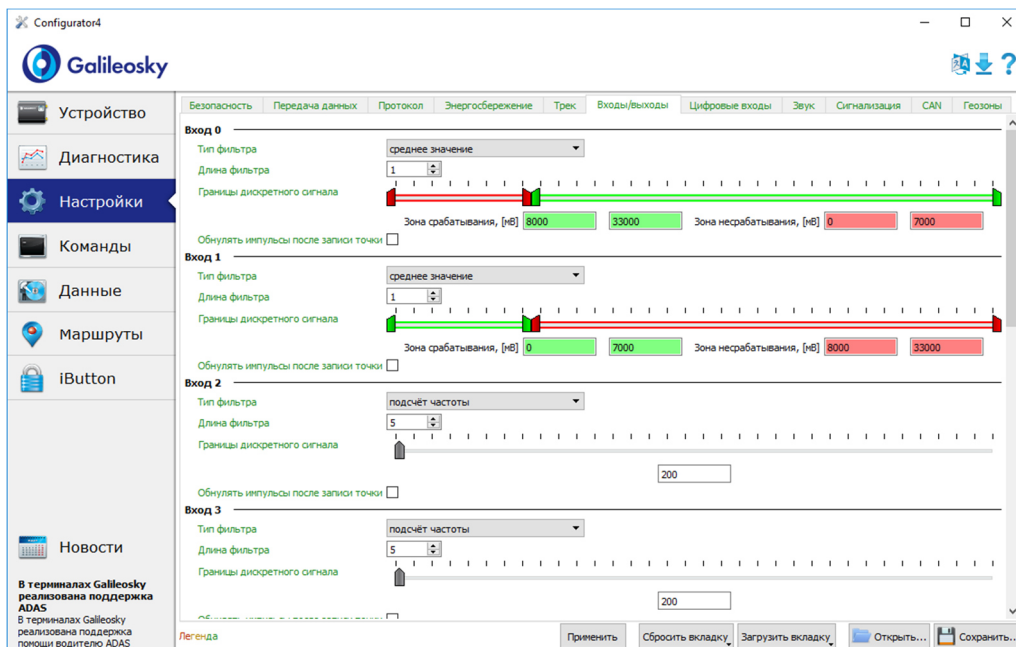 Configurator4
Galileosky
Устройство
Диагностика
Настройки
Команды
Данные
Маршруты
iButton
Новости
В терминалах Galileosky
реализована поддержка
ADAS
В терминалах Galileosky
реализована поддержка
помощи водителю ADAS
Безопасность Передача данных Протокол Энергосбережение Трек Входы/выходы Цифровые входы Звук Сигнализация CAN Геозоны
Вход 0
Тип фильтра среднее значение
Длина фильтра 1
Границы дискретного сигнала
Зона срабатывания, [мВ] 8000 33000 Зона несрабатывания, [мВ] 0 7000
Обнулять импульсы после записи точки
Вход 1
Тип фильтра среднее значение
Длина фильтра 1
Границы дискретного сигнала
Зона срабатывания, [мВ] 0 7000 Зона несрабатывания, [мВ] 8000 33000
Обнулять импульсы после записи точки
Вход 2
Тип фильтра подсчёт частоты
Длина фильтра 5
Границы дискретного сигнала
200
Обнулять импульсы после записи точки
Вход 3
Тип фильтра подсчёт частоты
Длина фильтра 5
Границы дискретного сигнала
200
Легенда
Применить Сбросить вкладку Загрузить вкладку Открыть... Сохранить...